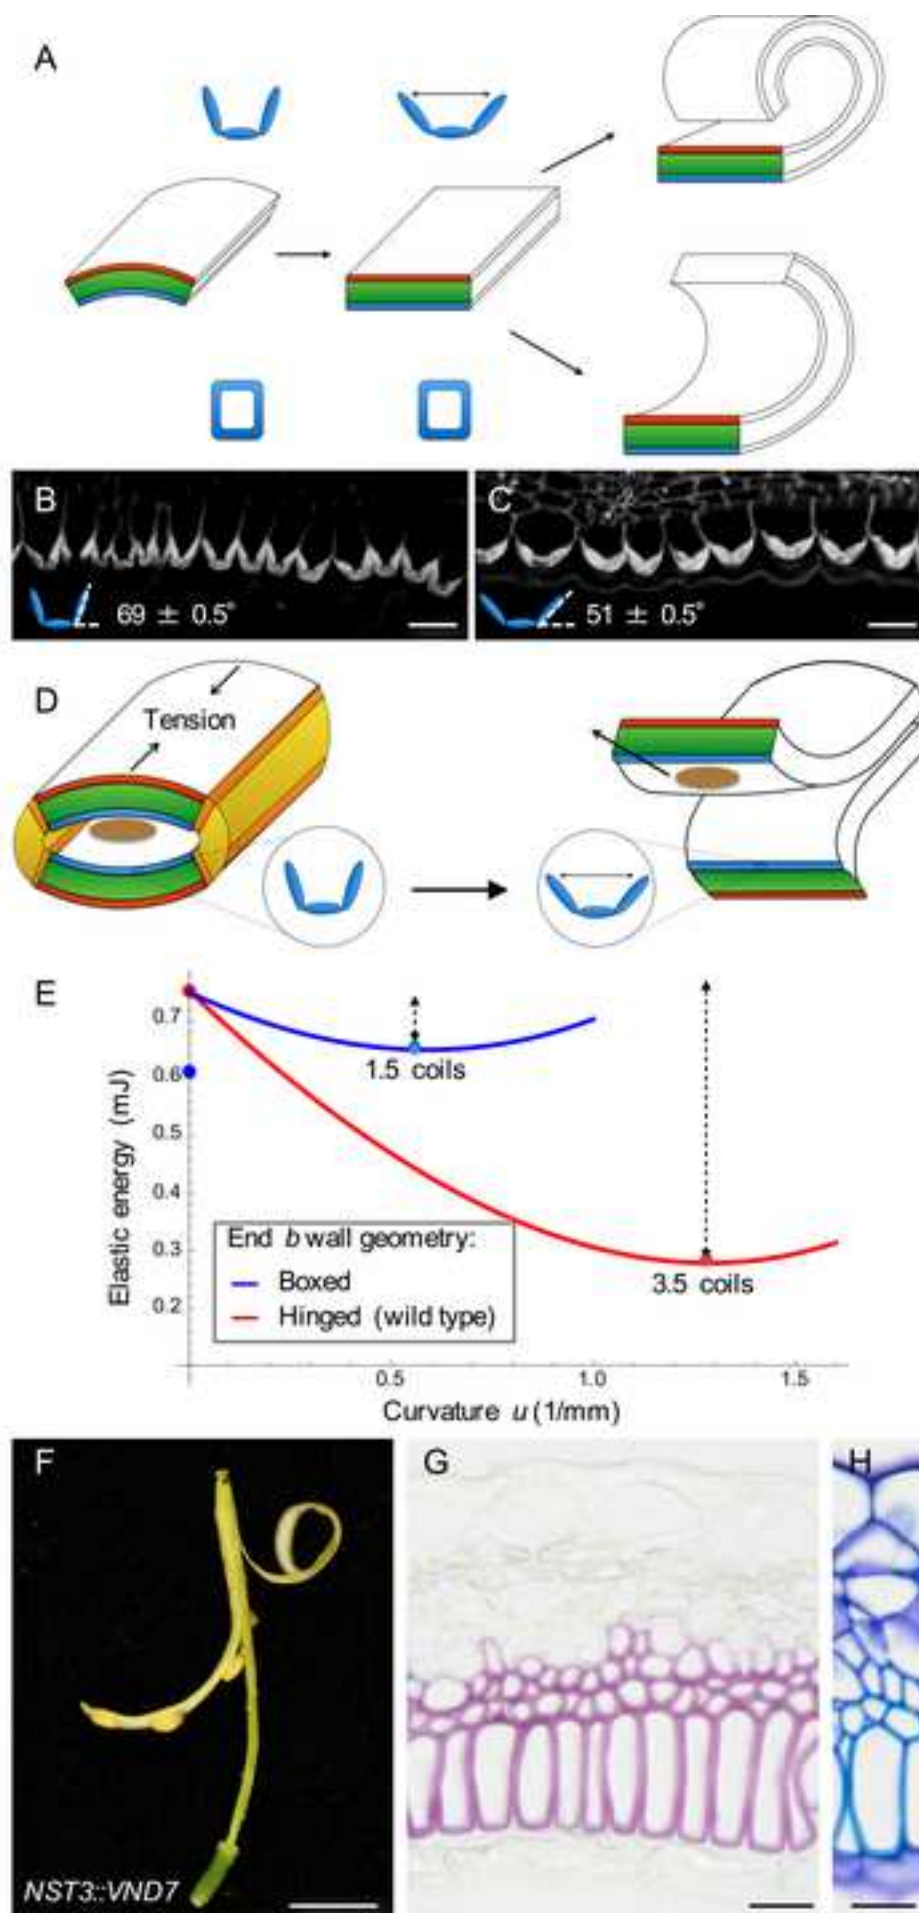 A
B
69 ± 0.5°
C
51 ± 0.5°
D
Tension
E
Elastic energy (mJ)
0.7
0.6
0.5
0.4
0.3
0.2
1.5 coils
3.5 coils
End b wall geometry:
Boxed
Hinged (wild type)
0.5
1.0
1.5
Curvature u (1/mm)
F
NST3::VND7
G
H